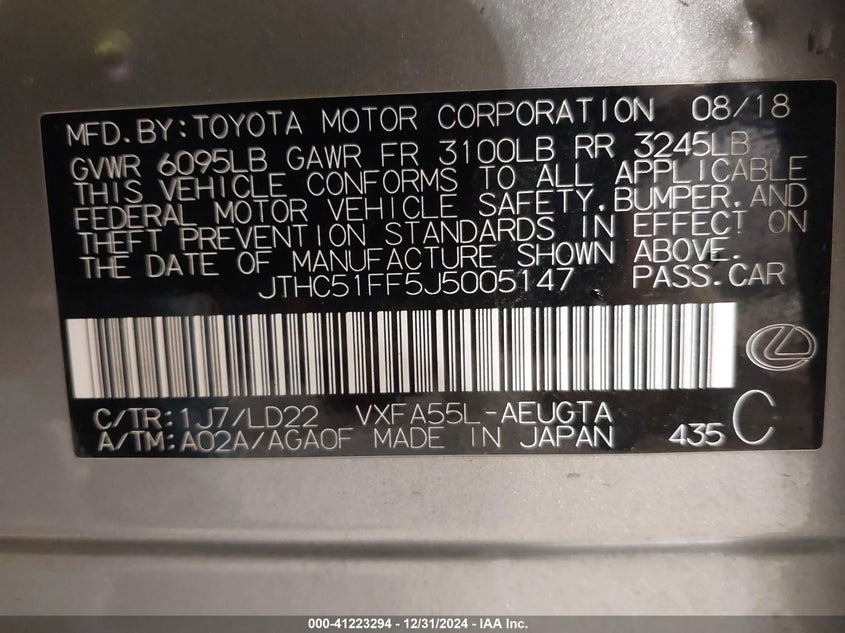 MFD. BY: TOYOTA MOTOR CORPORATION 08/18
GVWR 6095LB GAWR FR 3100LB RR 3245LB
THIS VEHICLE CONFORMS TO ALL APPLICABLE
FEDERAL MOTOR VEHICLE SAFETY, BUMPER, AND
THEFT PREVENTION STANDARDS IN EFFECT ON
THE DATE OF MANUFACTURE SHOWN ABOVE.
JTHC51FF5J5005147 PASS. CAR
C/TR: 1J7/LD22 VXFA55L-AEUGTA
A/TM: A02A/AGA0F MADE IN JAPAN 435 C
000-41223294 - 12/31/2024 - IAA Inc.